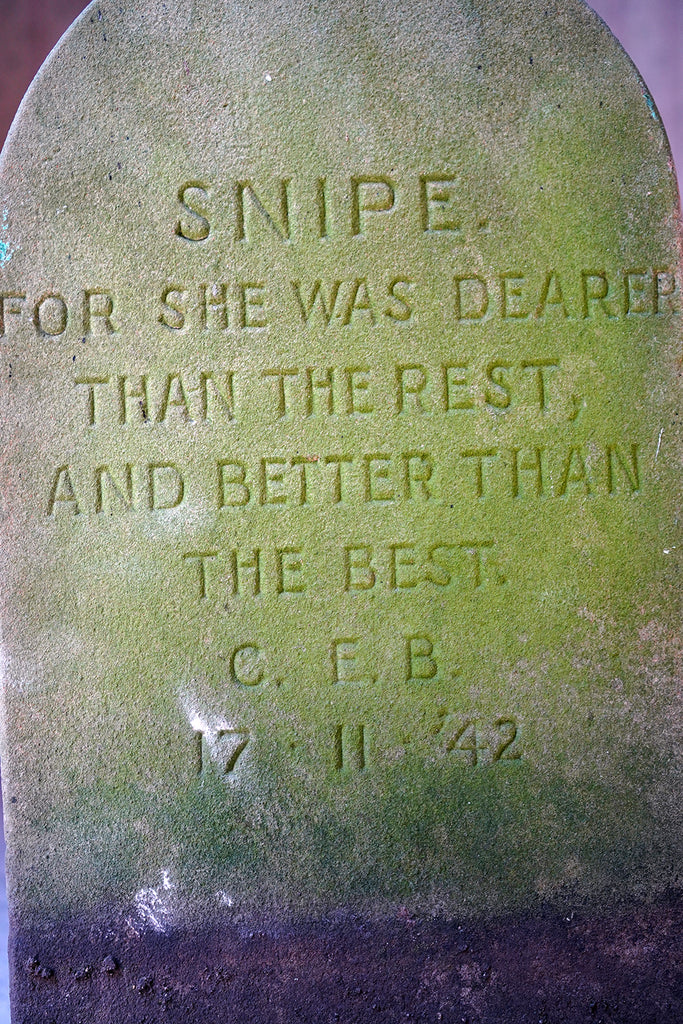 SNIPE.
FOR SHE WAS DEARER
THAN THE REST,
AND BETTER THAN
THE BEST.
C. E. B.
17 · 11 · '42